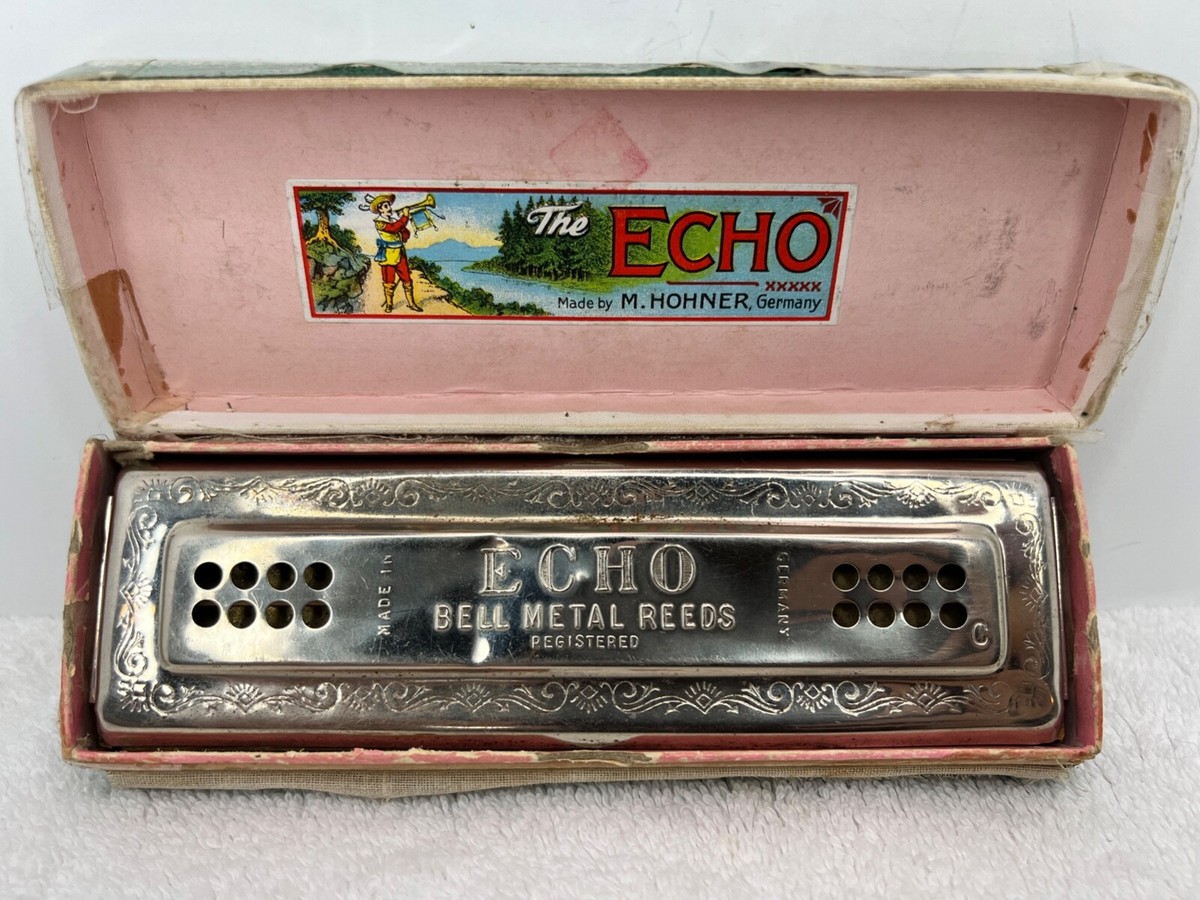 The ECHO
xxxxx
Made by M. HOHNER, Germany
MADE IN
ECHO
BELL METAL REEDS
REGISTERED
GERMANY
C